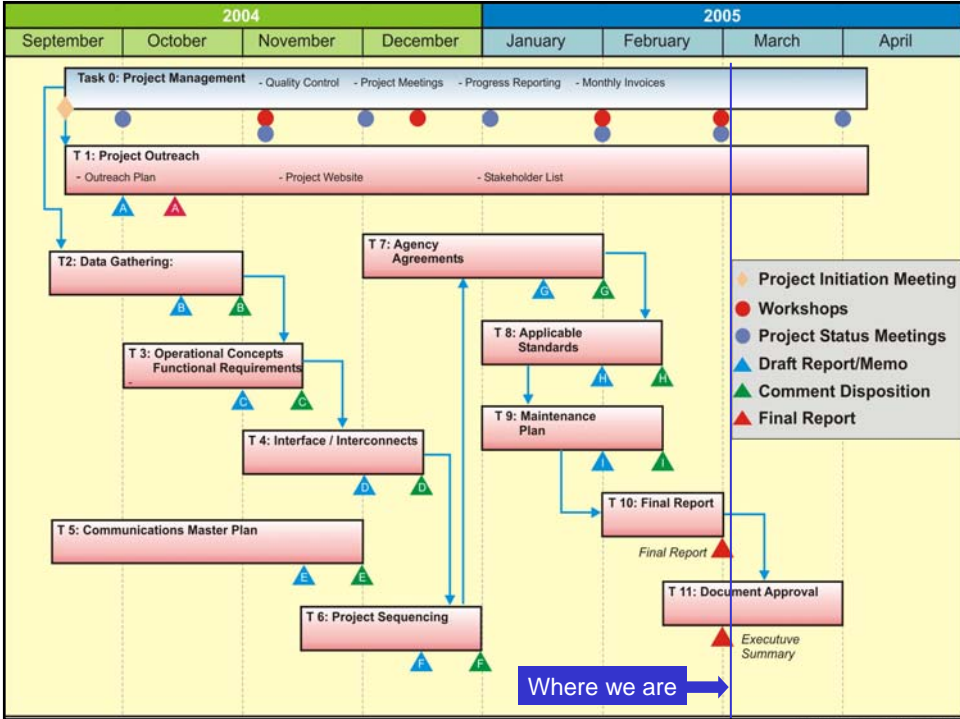 2004 2005
September October November December January February March April
Task 0: Project Management - Quality Control - Project Meetings - Progress Reporting - Monthly Invoices
T 1: Project Outreach
- Outreach Plan - Project Website - Stakeholder List
A A
T2: Data Gathering:
B B
T 7: Agency
Agreements
G G
T 3: Operational Concepts
Functional Requirements
-
C C
T 8: Applicable
Standards
H H
T 4: Interface / Interconnects
D D
T 9: Maintenance
Plan
I I
T 5: Communications Master Plan
E E
T 10: Final Report
Final Report
T 6: Project Sequencing
F F
T 11: Document Approval
Executuve
Summary
Project Initiation Meeting
Workshops
Project Status Meetings
Draft Report/Memo
Comment Disposition
Final Report
Where we are